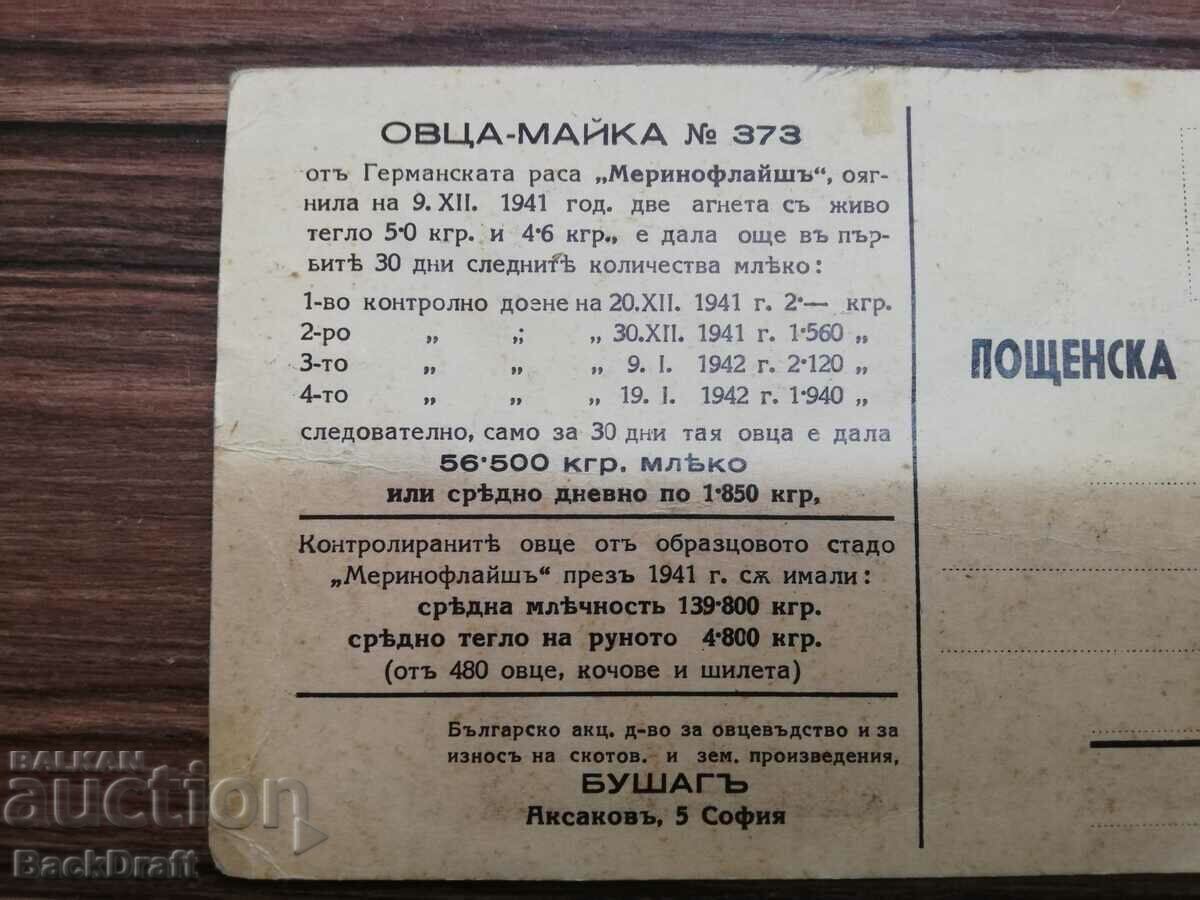 ОВЦА-МАЙКА № 373
отъ Германската раса „Меринофлайшъ“, ояг-
нила на 9. XII. 1941 год. две агнета съ живо
тегло 5·0 кгр. и 4·6 кгр., е дала още въ пър-
витѣ 30 дни следнитѣ количества млѣко:
1-во контролно доене на 20.XII. 1941 г. 2·— кгр.
2-ро „ „ „ 30.XII. 1941 г. 1·560 „
3-то „ „ „ 9. I. 1942 г. 2·120 „
4-то „ „ „ 19. I. 1942 г. 1·940 „
следователно, само за 30 дни тая овца е дала
56·500 кгр. млѣко
или срѣдно дневно по 1·850 кгр,
Контролиранитѣ овце отъ образцовото стадо
„Меринофлайшъ“ презъ 1941 г. сѫ имали:
срѣдна млѣчность 139·800 кгр.
срѣдно тегло на руното 4·800 кгр.
(отъ 480 овце, кочове и шилета)
Българско акц. д-во за овцевъдство и за
износъ на скотов. и зем. произведения,
БУШАГЪ
Аксаковъ, 5 София
ПОЩЕНСКА
BALKAN
auction
BackDraft